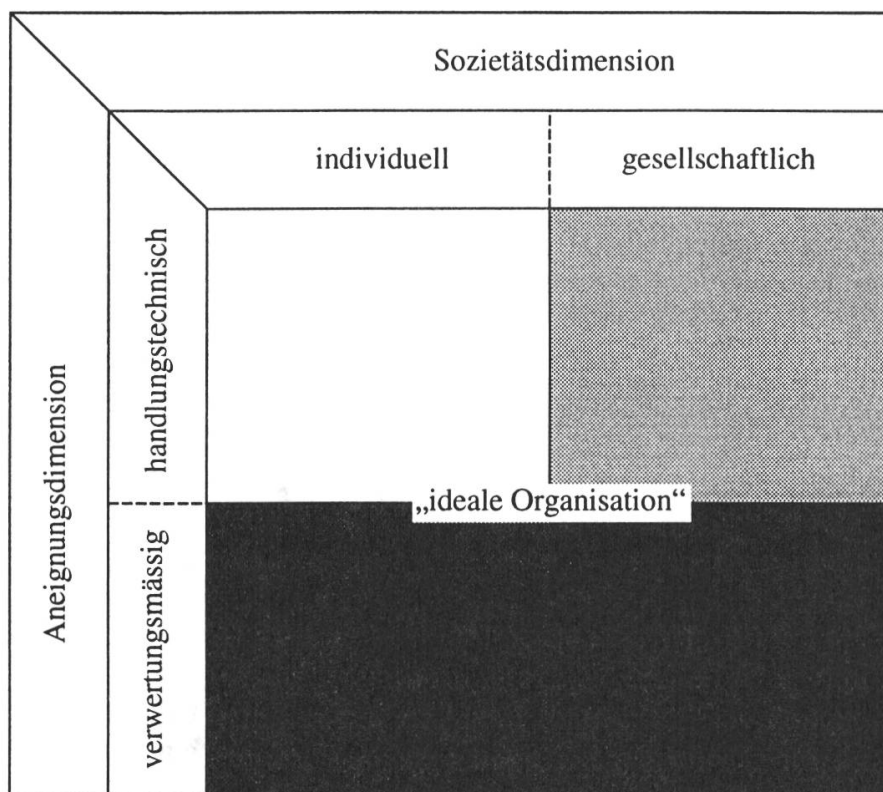 Sozietätsdimension
individuell
gesellschaftlich
Aneignungsdimension
handlungstechnisch
„ideale Organisation“
verwertungsmässig